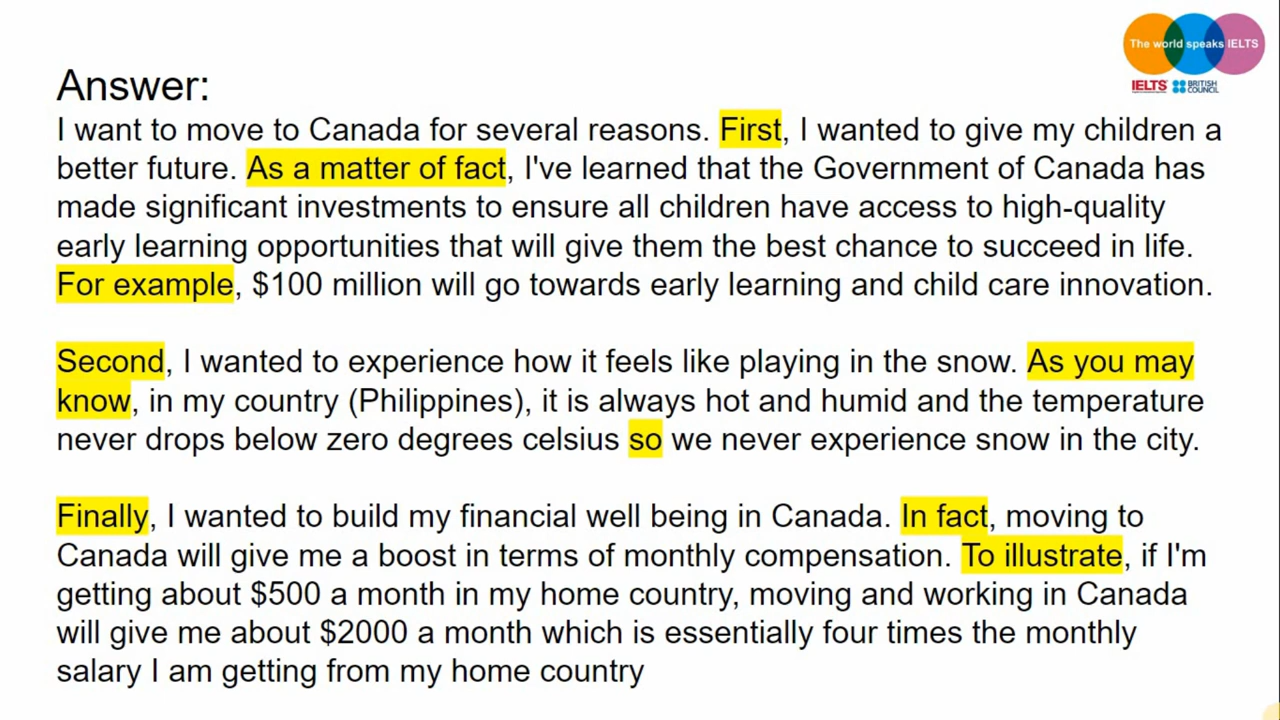 The world speaks IELTS
IELTS BRITISH COUNCIL
Answer:
I want to move to Canada for several reasons. First, I wanted to give my children a
better future. As a matter of fact, I've learned that the Government of Canada has
made significant investments to ensure all children have access to high-quality
early learning opportunities that will give them the best chance to succeed in life.
For example, $100 million will go towards early learning and child care innovation.
Second, I wanted to experience how it feels like playing in the snow. As you may
know, in my country (Philippines), it is always hot and humid and the temperature
never drops below zero degrees celsius so we never experience snow in the city.
Finally, I wanted to build my financial well being in Canada. In fact, moving to
Canada will give me a boost in terms of monthly compensation. To illustrate, if I'm
getting about $500 a month in my home country, moving and working in Canada
will give me about $2000 a month which is essentially four times the monthly
salary I am getting from my home country